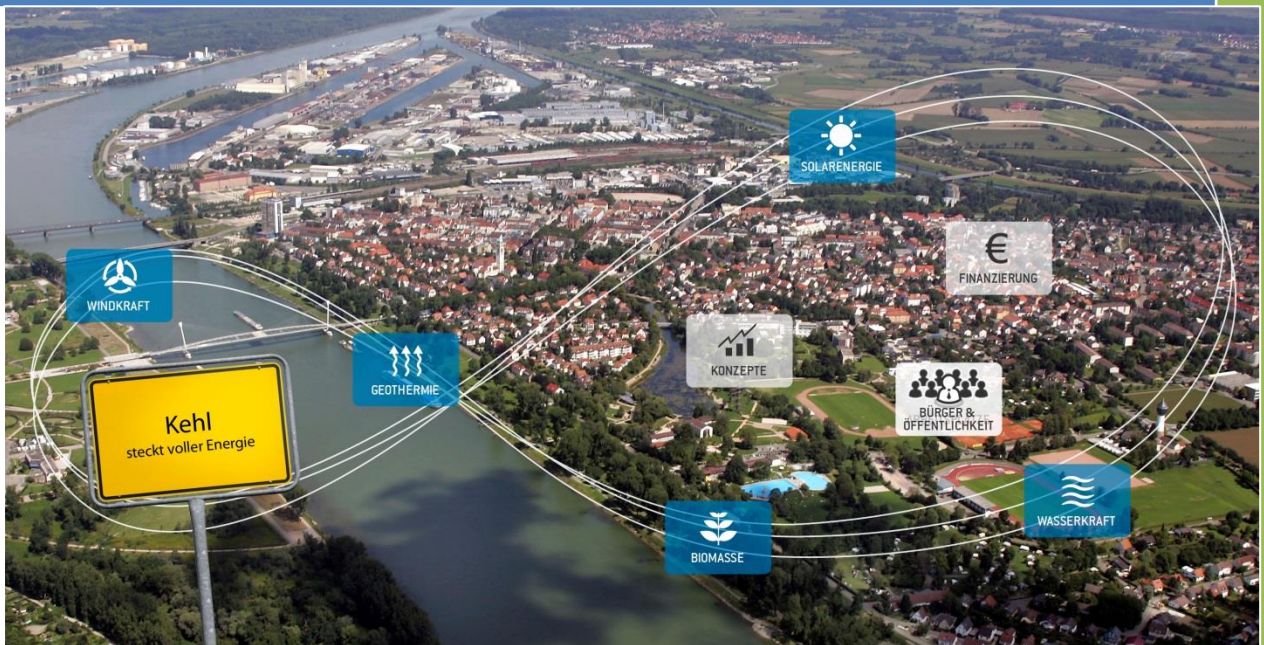 SOLARENERGIE
€
FINANZIERUNG
WINDKRAFT
GEOTHERMIE
KONZEPTE
BÜRGER &
ÖFFENTLICHKEIT
Kehl
steckt voller Energie
BIOMASSE
WASSERKRAFT